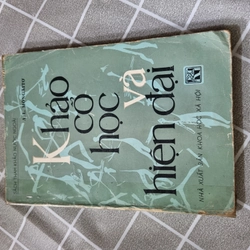 Khảo
cổ
học
và
hiện đại
NHÀ XUẤT BẢN KHOA HỌC XÃ HỘI